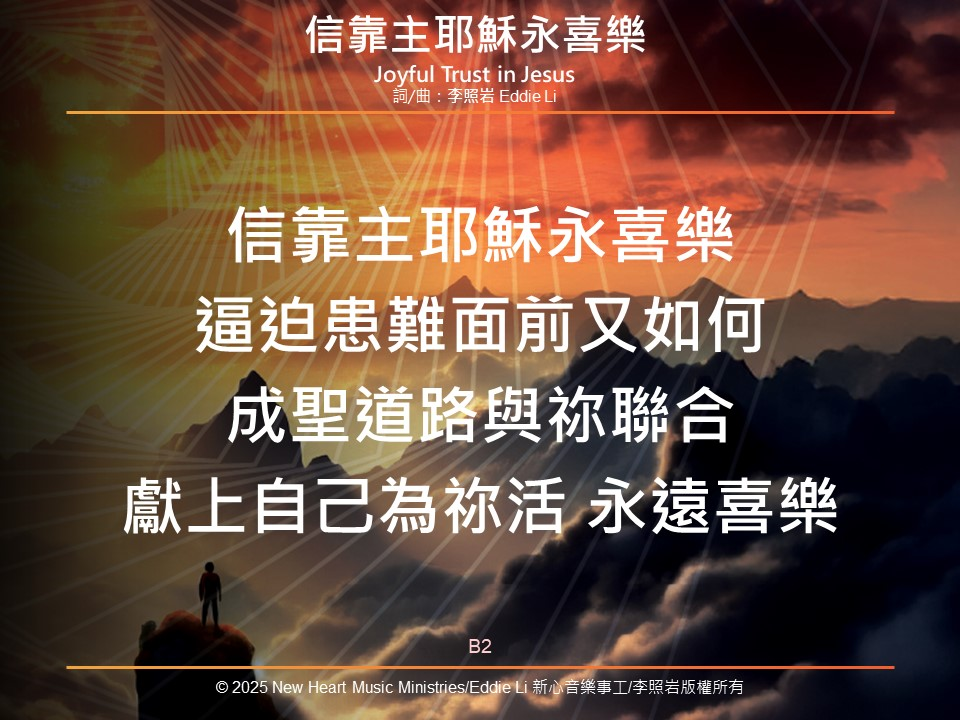 信靠主耶穌永喜樂
Joyful Trust in Jesus
詞/曲：李照岩 Eddie Li
信靠主耶穌永喜樂
逼迫患難面前又如何
成聖道路與祢聯合
獻上自己為祢活 永遠喜樂
B2
© 2025 New Heart Music Ministries/Eddie Li 新心音樂事工/李照岩版權所有